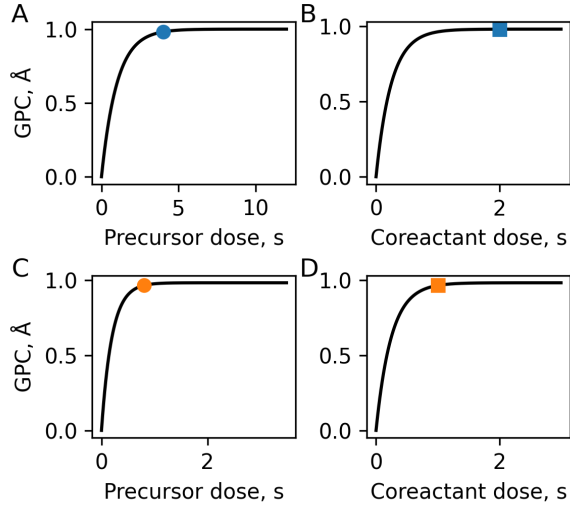 A
B
GPC, Å
1.0
0.5
0.0
0
5
10
Precursor dose, s
1.0
0.5
0.0
0
2
Coreactant dose, s
C
D
GPC, Å
1.0
0.5
0.0
0
2
Precursor dose, s
1.0
0.5
0.0
0
2
Coreactant dose, s